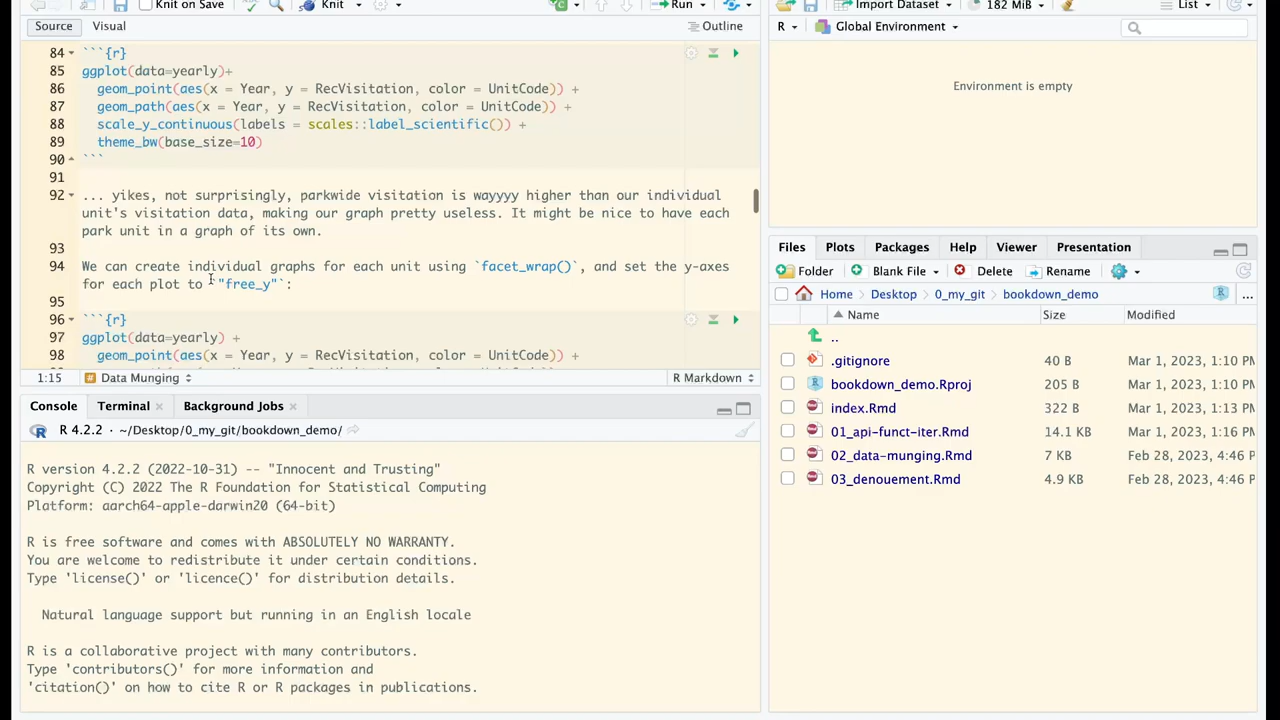 Knit on Save
Knit
Run
Import Dataset
182 MiB
List
Source
Visual
Outline
R
Global Environment
84
```{r}
85
ggplot(data=yearly)+
86
geom_point(aes(x = Year, y = RecVisitation, color = UnitCode)) +
87
geom_path(aes(x = Year, y = RecVisitation, color = UnitCode)) +
88
scale_y_continuous(labels = scales::label_scientific()) +
89
theme_bw(base_size=10)
90
```
91
92
... yikes, not surprisingly, parkwide visitation is wayyyy higher than our individual
unit's visitation data, making our graph pretty useless. It might be nice to have each
park unit in a graph of its own.
93
94
We can create individual graphs for each unit using `facet_wrap()`, and set the y-axes
for each plot to `"free_y"`:
95
96
```{r}
97
ggplot(data=yearly) +
98
geom_point(aes(x = Year, y = RecVisitation, color = UnitCode)) +
1:15
Data Munging
R Markdown
Environment is empty
Console
Terminal
Background Jobs
R 4.2.2 · ~/Desktop/0_my_git/bookdown_demo/
R version 4.2.2 (2022-10-31) -- "Innocent and Trusting"
Copyright (C) 2022 The R Foundation for Statistical Computing
Platform: aarch64-apple-darwin20 (64-bit)
R is free software and comes with ABSOLUTELY NO WARRANTY.
You are welcome to redistribute it under certain conditions.
Type 'license()' or 'licence()' for distribution details.
Natural language support but running in an English locale
R is a collaborative project with many contributors.
Type 'contributors()' for more information and
'citation()' on how to cite R or R packages in publications.
Files
Plots
Packages
Help
Viewer
Presentation
Folder
Blank File
Delete
Rename
Home
Desktop
0_my_git
bookdown_demo
...
Name
Size
Modified
..
.gitignore
40 B
Mar 1, 2023, 1:10 PM
bookdown_demo.Rproj
205 B
Mar 1, 2023, 1:10 PM
index.Rmd
322 B
Mar 1, 2023, 1:13 PM
01_api-funct-iter.Rmd
14.1 KB
Mar 1, 2023, 1:16 PM
02_data-munging.Rmd
7 KB
Feb 28, 2023, 4:46 P
03_denouement.Rmd
4.9 KB
Feb 28, 2023, 4:46 P